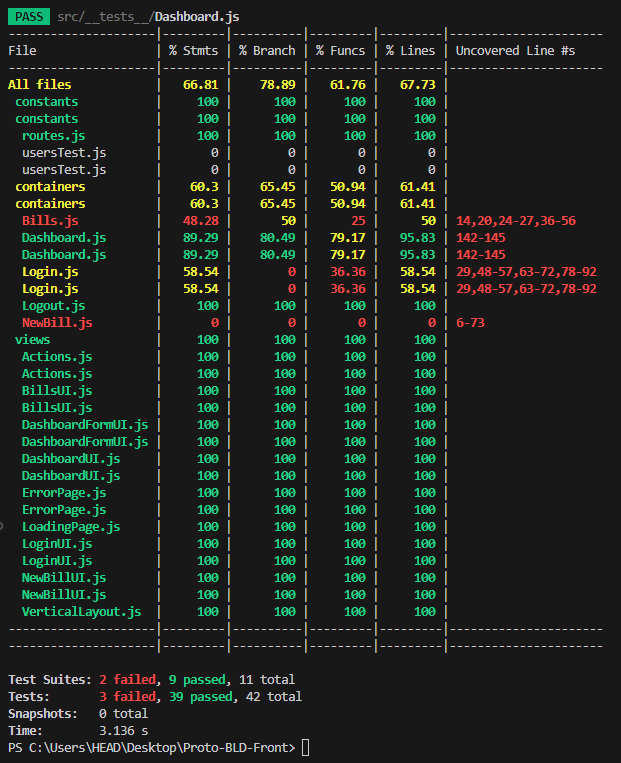 PASS src/__tests__/Dashboard.js
--------------------|---------|----------|---------|---------|----------------------
File                | % Stmts | % Branch | % Funcs | % Lines | Uncovered Line #s
--------------------|---------|----------|---------|---------|----------------------
All files           |   66.81 |    78.89 |   61.76 |   67.73 |
 constants          |     100 |      100 |     100 |     100 |
 constants          |     100 |      100 |     100 |     100 |
  routes.js         |     100 |      100 |     100 |     100 |
  usersTest.js      |       0 |        0 |       0 |       0 |
  usersTest.js      |       0 |        0 |       0 |       0 |
 containers         |    60.3 |    65.45 |   50.94 |   61.41 |
 containers         |    60.3 |    65.45 |   50.94 |   61.41 |
  Bills.js          |   48.28 |       50 |      25 |      50 | 14,20,24-27,36-56
  Dashboard.js      |   89.29 |    80.49 |   79.17 |   95.83 | 142-145
  Dashboard.js      |   89.29 |    80.49 |   79.17 |   95.83 | 142-145
  Login.js          |   58.54 |        0 |   36.36 |   58.54 | 29,48-57,63-72,78-92
  Login.js          |   58.54 |        0 |   36.36 |   58.54 | 29,48-57,63-72,78-92
  Logout.js         |     100 |      100 |     100 |     100 |
  NewBill.js        |       0 |        0 |       0 |       0 | 6-73
 views              |     100 |      100 |     100 |     100 |
  Actions.js        |     100 |      100 |     100 |     100 |
  Actions.js        |     100 |      100 |     100 |     100 |
  BillsUI.js        |     100 |      100 |     100 |     100 |
  BillsUI.js        |     100 |      100 |     100 |     100 |
  DashboardFormUI.js |     100 |      100 |     100 |     100 |
  DashboardFormUI.js |     100 |      100 |     100 |     100 |
  DashboardUI.js    |     100 |      100 |     100 |     100 |
  DashboardUI.js    |     100 |      100 |     100 |     100 |
  ErrorPage.js      |     100 |      100 |     100 |     100 |
  ErrorPage.js      |     100 |      100 |     100 |     100 |
  LoadingPage.js    |     100 |      100 |     100 |     100 |
  LoginUI.js        |     100 |      100 |     100 |     100 |
  LoginUI.js        |     100 |      100 |     100 |     100 |
  NewBillUI.js      |     100 |      100 |     100 |     100 |
  NewBillUI.js      |     100 |      100 |     100 |     100 |
  VerticalLayout.js |     100 |      100 |     100 |     100 |
--------------------|---------|----------|---------|---------|----------------------
--------------------|---------|----------|---------|---------|----------------------
Test Suites: 2 failed, 9 passed, 11 total
Tests:       3 failed, 39 passed, 42 total
Snapshots:   0 total
Time:        3.136 s
PS C:\Users\HEAD\Desktop\Proto-BLD-Front>